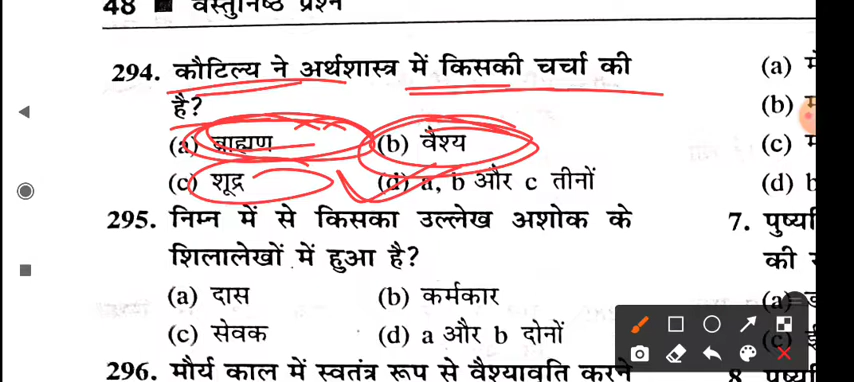 48 ■ वस्तुनिष्ठ प्रश्न
294. कौटिल्य ने अर्थशास्त्र में किसकी चर्चा की
है?
(a) ब्राह्मण (b) वैश्य
(c) शूद्र (d) a, b और c तीनों
295. निम्न में से किसका उल्लेख अशोक के
शिलालेखों में हुआ है?
(a) दास (b) कर्मकार
(c) सेवक (d) a और b दोनों
296. मौर्य काल में स्वतंत्र रूप से वैश्यावृति करने
(a)
(b)
(c)
(d) b
7.
की
(a)
(c)
8